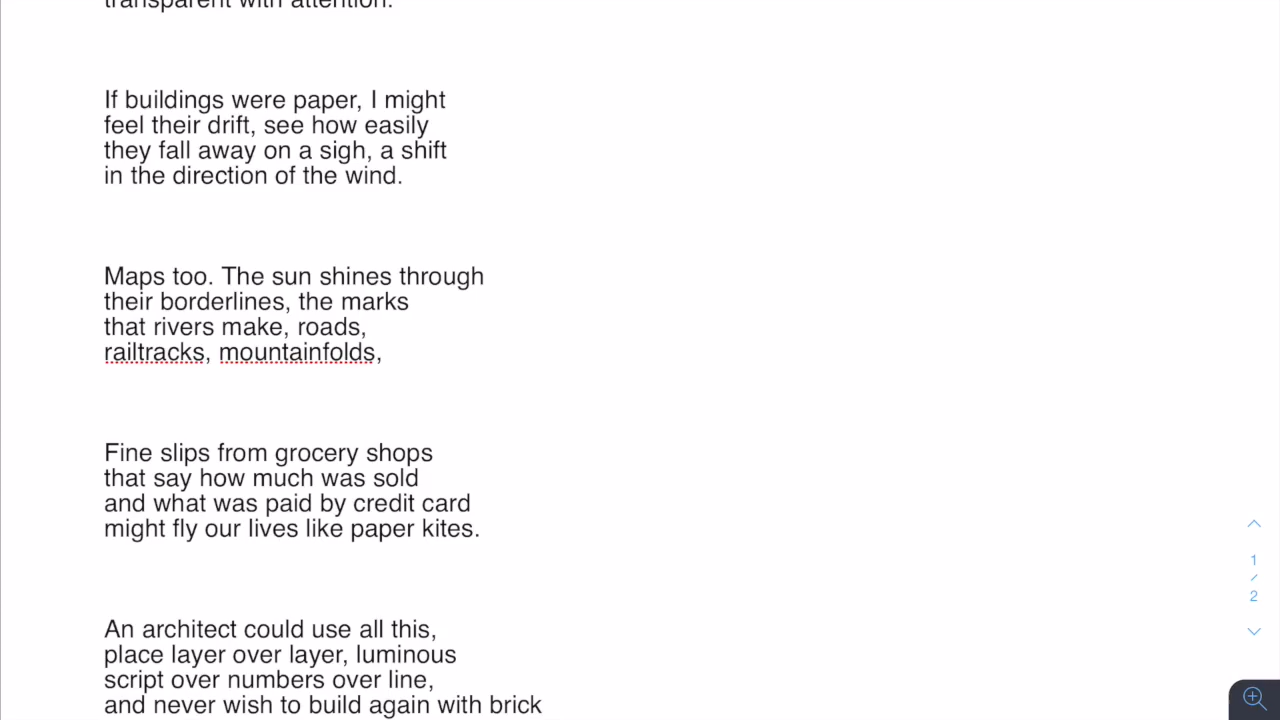 transparent with attention.
If buildings were paper, I might
feel their drift, see how easily
they fall away on a sigh, a shift
in the direction of the wind.
Maps too. The sun shines through
their borderlines, the marks
that rivers make, roads,
railtracks, mountainfolds,
Fine slips from grocery shops
that say how much was sold
and what was paid by credit card
might fly our lives like paper kites.
An architect could use all this,
place layer over layer, luminous
script over numbers over line,
and never wish to build again with brick
1
/
2